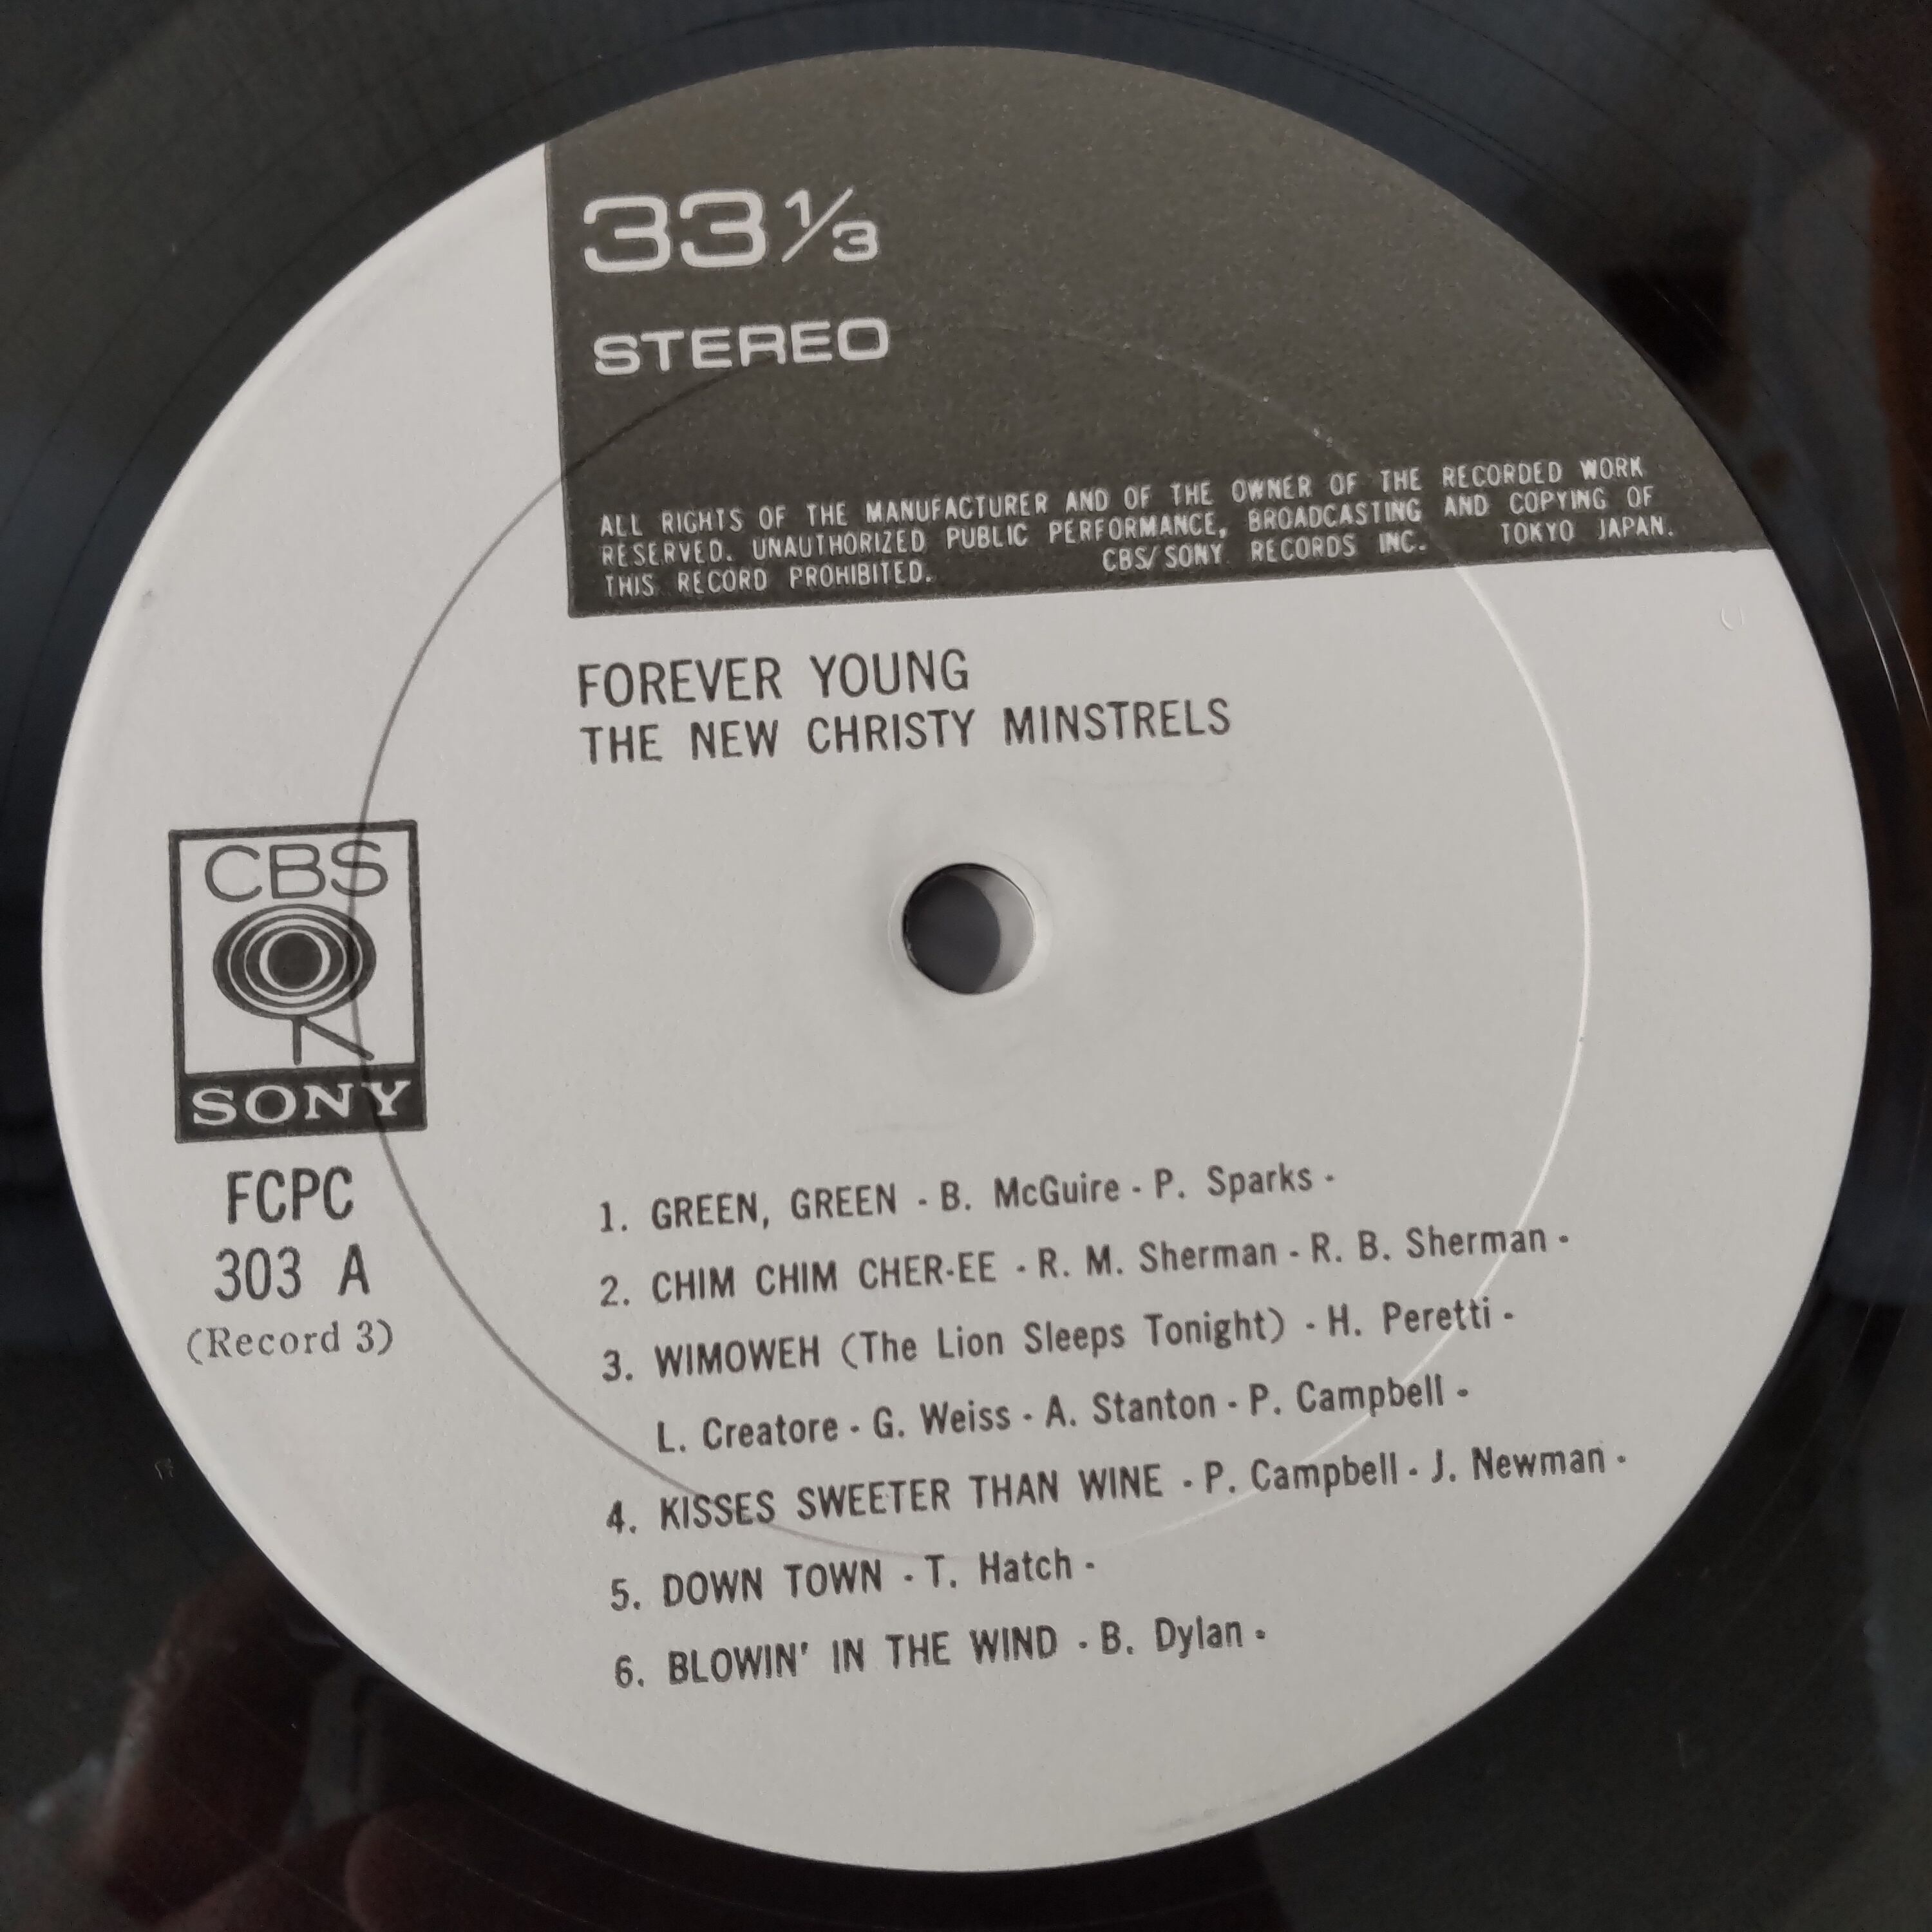 33 1/3
STEREO
ALL RIGHTS OF THE MANUFACTURER AND OF THE OWNER OF THE RECORDED WORK
RESERVED. UNAUTHORIZED PUBLIC PERFORMANCE, BROADCASTING AND COPYING OF
THIS RECORD PROHIBITED. CBS/SONY RECORDS INC. TOKYO JAPAN.
FOREVER YOUNG
THE NEW CHRISTY MINSTRELS
CBS
SONY
FCPC
303 A
(Record 3)
1. GREEN, GREEN - B. McGuire - P. Sparks -
2. CHIM CHIM CHER-EE - R. M. Sherman - R. B. Sherman -
3. WIMOWEH (The Lion Sleeps Tonight) - H. Peretti -
L. Creatore - G. Weiss - A. Stanton - P. Campbell -
4. KISSES SWEETER THAN WINE - P. Campbell - J. Newman -
5. DOWN TOWN - T. Hatch -
6. BLOWIN' IN THE WIND - B. Dylan -